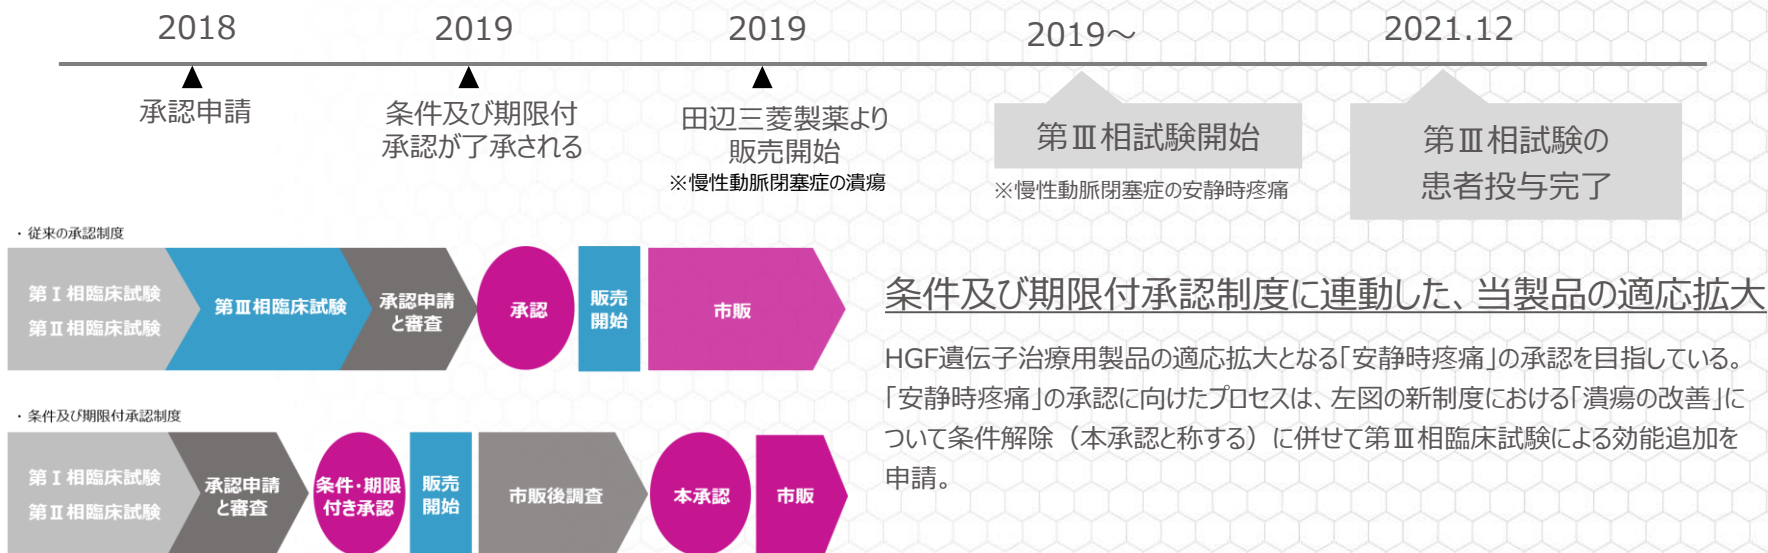 2018
2019
2019
2019～
2021.12
承認申請
条件及び期限付
承認が了承される
田辺三菱製薬より
販売開始
※慢性動脈閉塞症の潰瘍
第Ⅲ相試験開始
※慢性動脈閉塞症の安静時疼痛
第Ⅲ相試験の
患者投与完了
・従来の承認制度
第Ⅰ相臨床試験
第Ⅱ相臨床試験
第Ⅲ相臨床試験
承認申請
と審査
承認
販売
開始
市販
・条件及び期限付承認制度
第Ⅰ相臨床試験
第Ⅱ相臨床試験
承認申請
と審査
条件・期限
付き承認
販売
開始
市販後調査
本承認
市販
条件及び期限付承認制度に連動した、当製品の適応拡大
HGF遺伝子治療用製品の適応拡大となる「安静時疼痛」の承認を目指している。
「安静時疼痛」の承認に向けたプロセスは、左図の新制度における「潰瘍の改善」に
ついて条件解除（本承認と称する）に併せて第Ⅲ相臨床試験による効能追加を
申請。